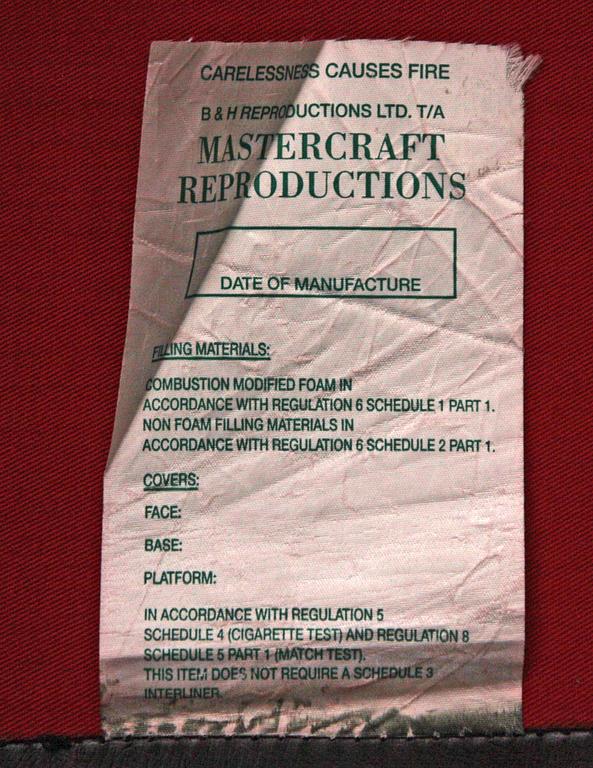 CARELESSNESS CAUSES FIRE
B & H REPRODUCTIONS LTD. T/A
MASTERCRAFT
REPRODUCTIONS
DATE OF MANUFACTURE
FILLING MATERIALS:
COMBUSTION MODIFIED FOAM IN
ACCORDANCE WITH REGULATION 6 SCHEDULE 1 PART 1.
NON FOAM FILLING MATERIALS IN
ACCORDANCE WITH REGULATION 6 SCHEDULE 2 PART 1.
COVERS:
FACE:
BASE:
PLATFORM:
IN ACCORDANCE WITH REGULATION 5
SCHEDULE 4 (CIGARETTE TEST) AND REGULATION 8
SCHEDULE 5 PART 1 (MATCH TEST).
THIS ITEM DOES NOT REQUIRE A SCHEDULE 3
INTERLINER.